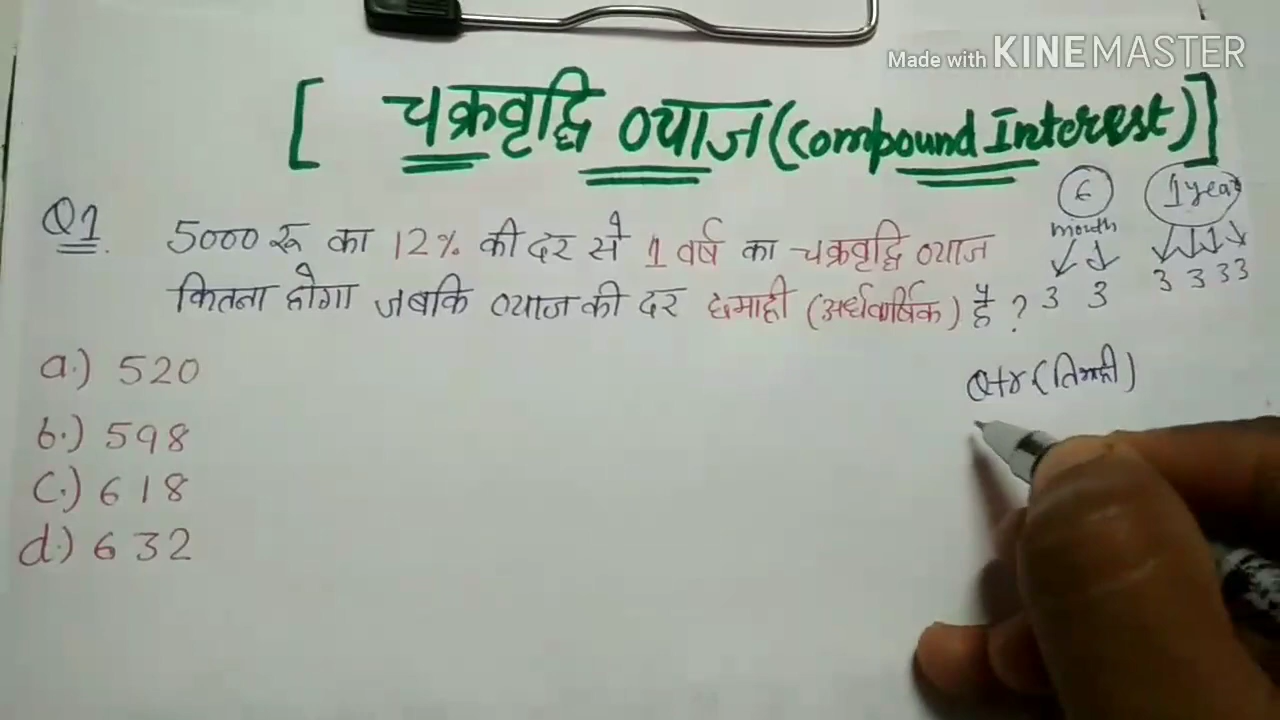 Made with KINEMASTER
[ चक्रवृद्धि ब्याज (Compound Interest) ]
Q1. 5000 रू का 12% की दर से 1 वर्ष का चक्रवृद्धि ब्याज
कितना होगा जबकि ब्याज की दर छमाही (अर्धवार्षिक) है ?
a.) 520
b.) 598
c.) 618
d.) 632
6 month
3 3
1 year
3 3 3 3
Qtr (तिमाही)